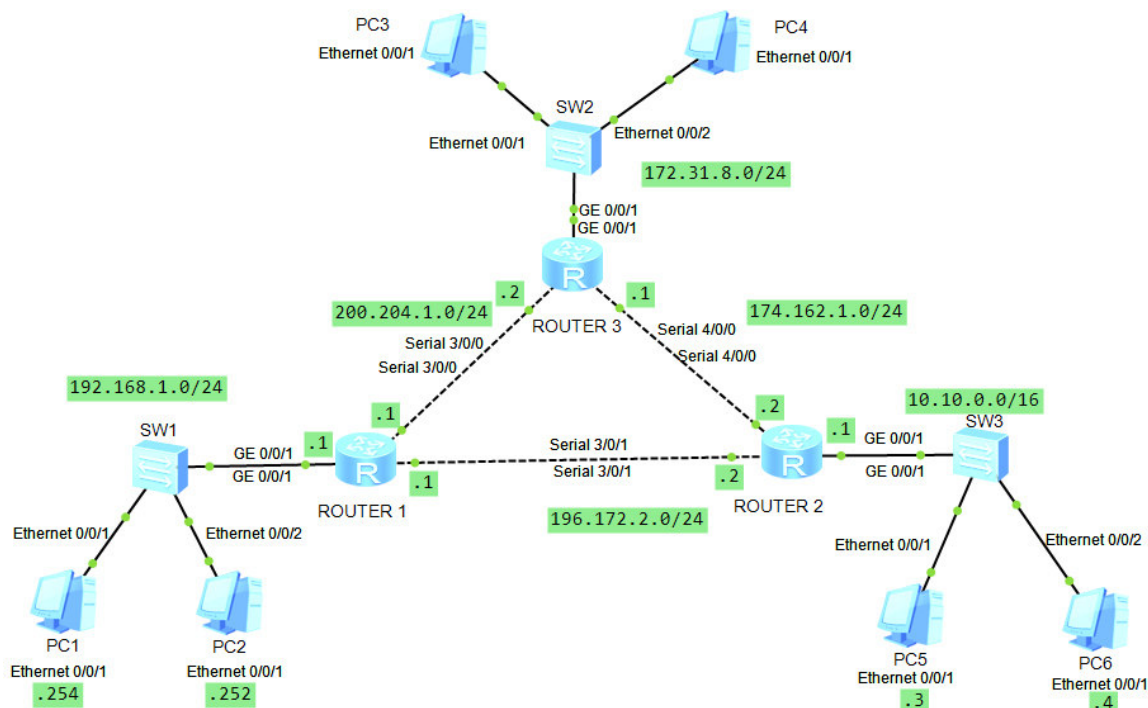 PC3
Ethernet 0/0/1
PC4
Ethernet 0/0/1
SW2
Ethernet 0/0/1
Ethernet 0/0/2
172.31.8.0/24
GE 0/0/1
GE 0/0/1
.2
.1
200.204.1.0/24
174.162.1.0/24
ROUTER 3
Serial 4/0/0
Serial 3/0/0
Serial 4/0/0
Serial 3/0/0
192.168.1.0/24
10.10.0.0/16
SW1
.1
.1
.2
.1
SW3
GE 0/0/1
GE 0/0/1
Serial 3/0/1
GE 0/0/1
GE 0/0/1
Serial 3/0/1
.1
.2
ROUTER 1
ROUTER 2
196.172.2.0/24
Ethernet 0/0/1
Ethernet 0/0/2
Ethernet 0/0/1
Ethernet 0/0/2
PC1
PC2
PC5
PC6
Ethernet 0/0/1
Ethernet 0/0/1
Ethernet 0/0/1
Ethernet 0/0/1
.254
.252
.3
.4
R
R
R